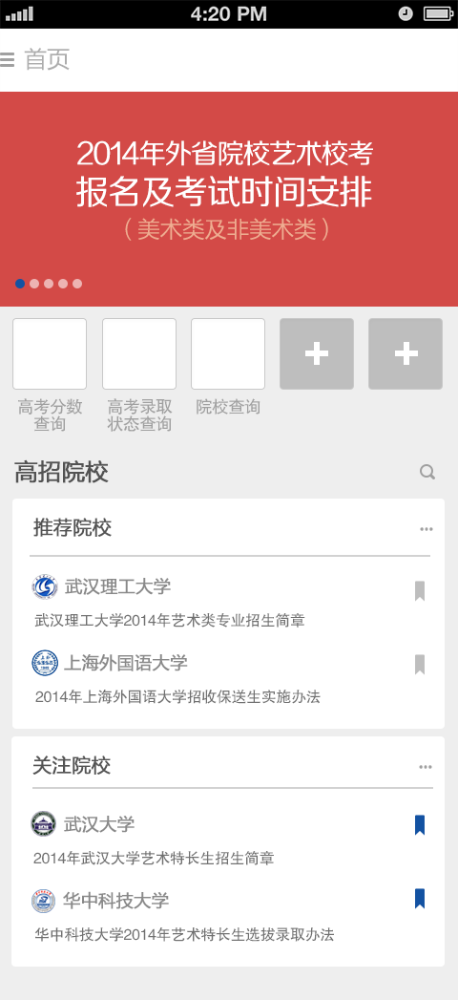 4:20 PM
首页
2014年外省院校艺术校考
报名及考试时间安排
（美术类及非美术类）
高考分数
查询
高考录取
状态查询
院校查询
高招院校
推荐院校
武汉理工大学
武汉理工大学2014年艺术类专业招生简章
上海外国语大学
2014年上海外国语大学招收保送生实施办法
关注院校
武汉大学
2014年武汉大学艺术特长生招生简章
华中科技大学
华中科技大学2014年艺术特长生选拔录取办法